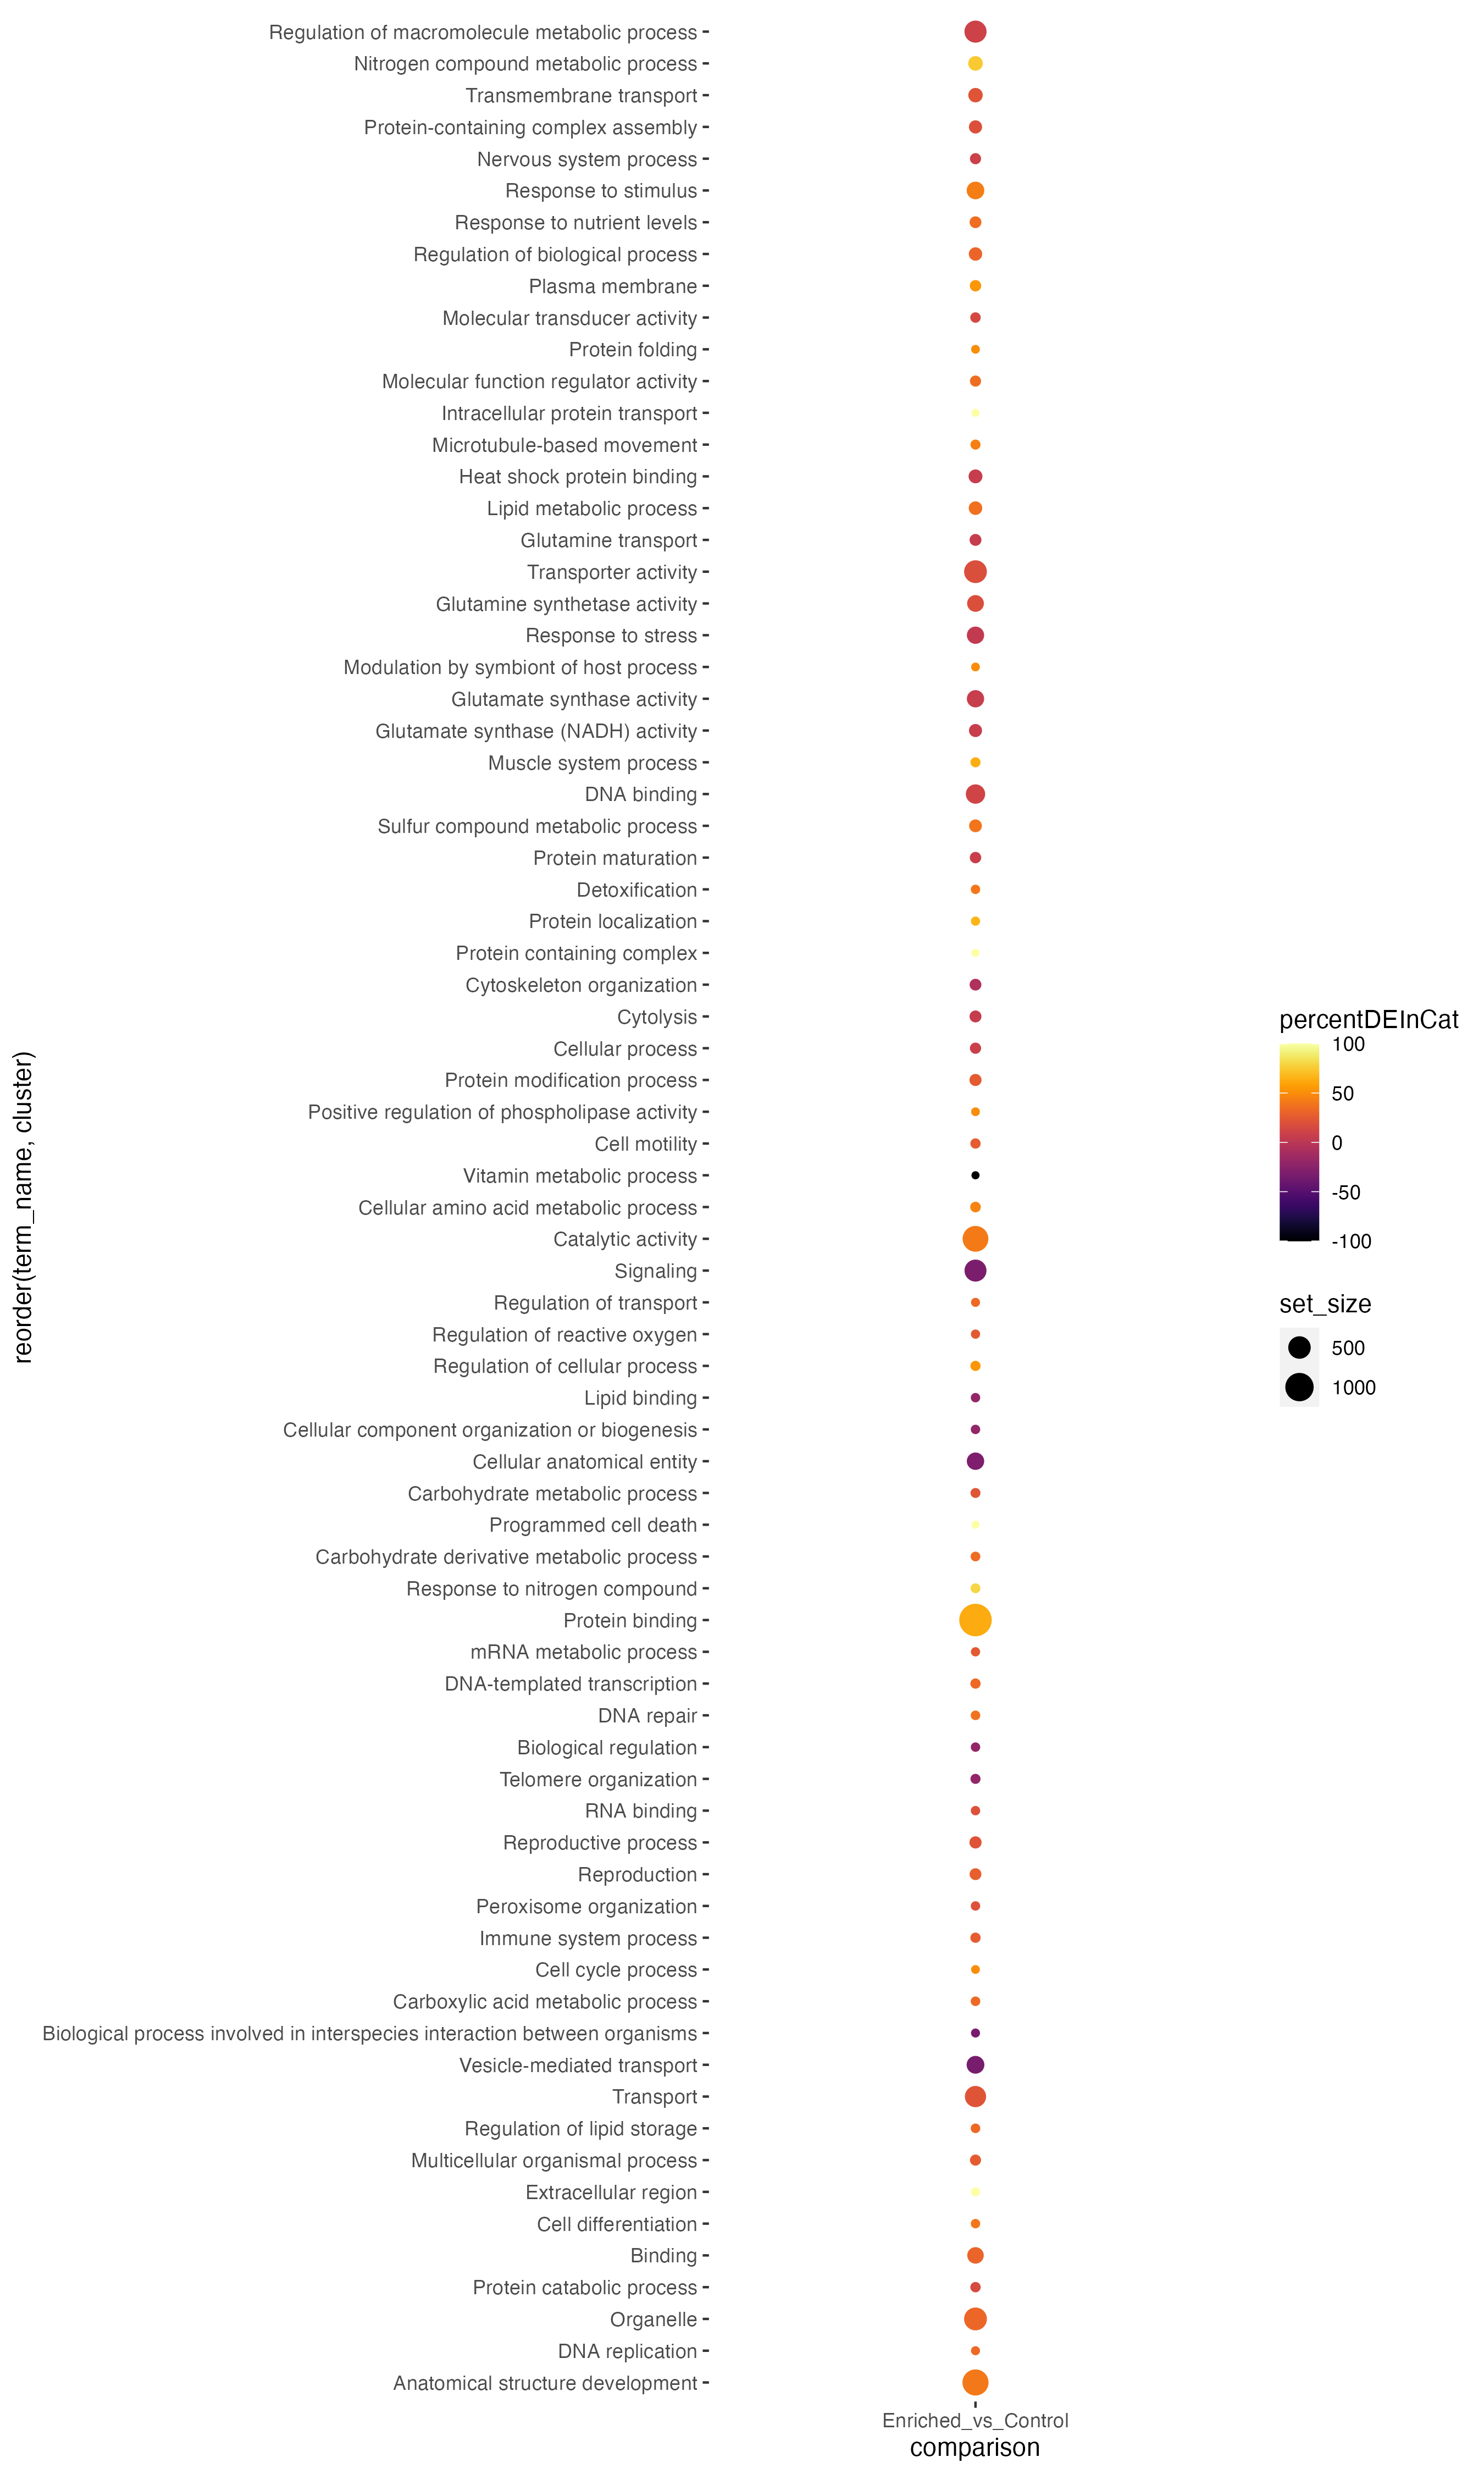 Regulation of macromolecule metabolic process
Nitrogen compound metabolic process
Transmembrane transport
Protein-containing complex assembly
Nervous system process
Response to stimulus
Response to nutrient levels
Regulation of biological process
Plasma membrane
Molecular transducer activity
Protein folding
Molecular function regulator activity
Intracellular protein transport
Microtubule-based movement
Heat shock protein binding
Lipid metabolic process
Glutamine transport
Transporter activity
Glutamine synthetase activity
Response to stress
Modulation by symbiont of host process
Glutamate synthase activity
Glutamate synthase (NADH) activity
Muscle system process
DNA binding
Sulfur compound metabolic process
Protein maturation
Detoxification
Protein localization
Protein containing complex
Cytoskeleton organization
Cytolysis
Cellular process
Protein modification process
Positive regulation of phospholipase activity
Cell motility
Vitamin metabolic process
Cellular amino acid metabolic process
Catalytic activity
Signaling
Regulation of transport
Regulation of reactive oxygen
Regulation of cellular process
Lipid binding
Cellular component organization or biogenesis
Cellular anatomical entity
Carbohydrate metabolic process
Programmed cell death
Carbohydrate derivative metabolic process
Response to nitrogen compound
Protein binding
mRNA metabolic process
DNA-templated transcription
DNA repair
Biological regulation
Telomere organization
RNA binding
Reproductive process
Reproduction
Peroxisome organization
Immune system process
Cell cycle process
Carboxylic acid metabolic process
Biological process involved in interspecies interaction between organisms
Vesicle-mediated transport
Transport
Regulation of lipid storage
Multicellular organismal process
Extracellular region
Cell differentiation
Binding
Protein catabolic process
Organelle
DNA replication
Anatomical structure development
reorder(term_name, cluster)
Enriched_vs_Control
comparison
percentDEInCat
100
50
0
-50
-100
set_size
500
1000